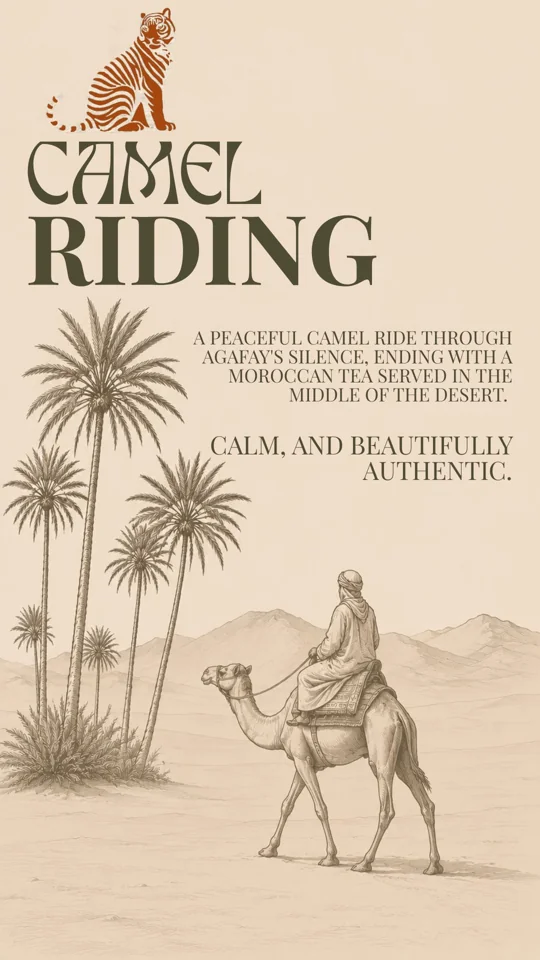 CAMEL
RIDING
A PEACEFUL CAMEL RIDE THROUGH
AGAFAY'S SILENCE, ENDING WITH A
MOROCCAN TEA SERVED IN THE
MIDDLE OF THE DESERT.
CALM, AND BEAUTIFULLY
AUTHENTIC.